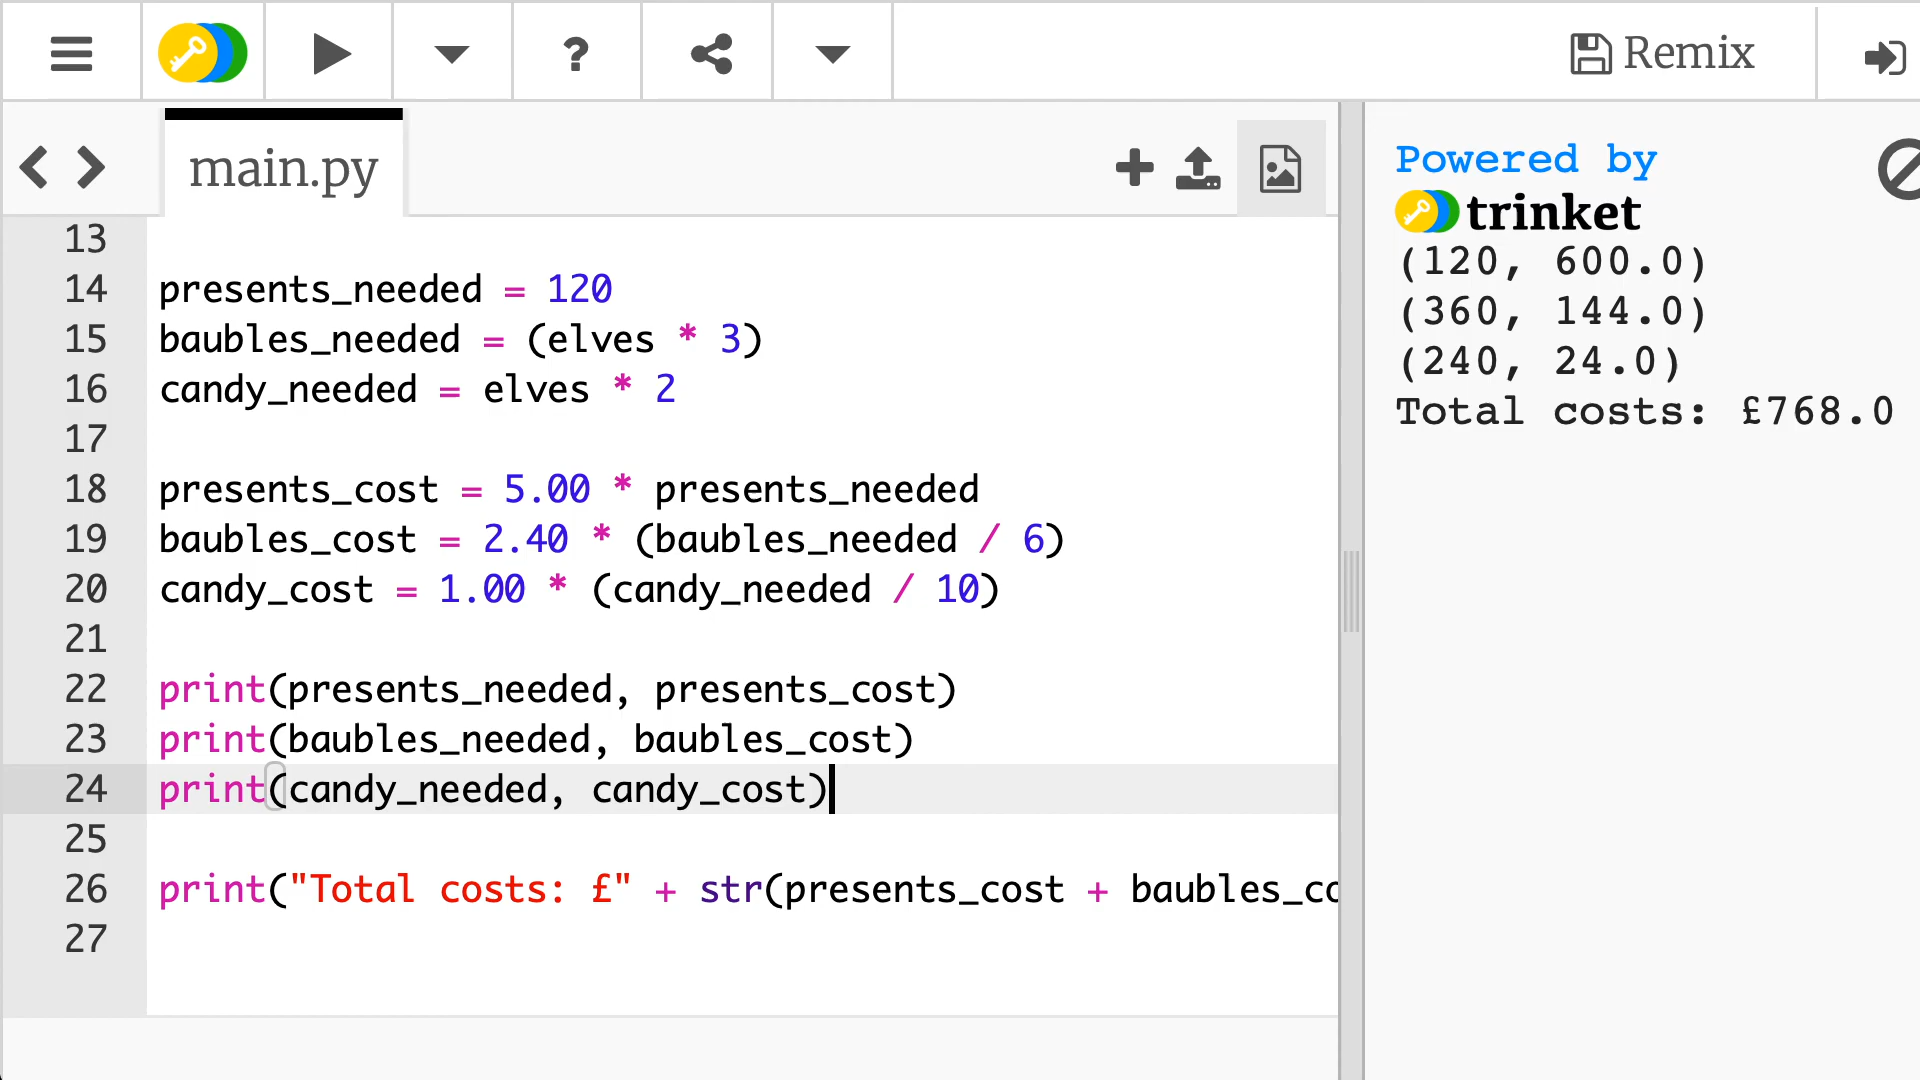 ? Remix
main.py
13
14 presents_needed = 120
15 baubles_needed = (elves * 3)
16 candy_needed = elves * 2
17
18 presents_cost = 5.00 * presents_needed
19 baubles_cost = 2.40 * (baubles_needed / 6)
20 candy_cost = 1.00 * (candy_needed / 10)
21
22 print(presents_needed, presents_cost)
23 print(baubles_needed, baubles_cost)
24 print(candy_needed, candy_cost)
25
26 print("Total costs: £" + str(presents_cost + baubles_co
27
Powered by
trinket
(120, 600.0)
(360, 144.0)
(240, 24.0)
Total costs: £768.0